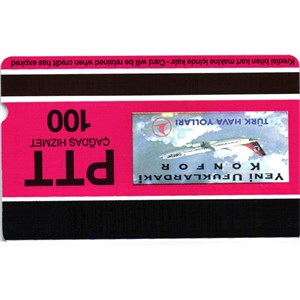 YENİ UFUKLARDAKİ
KONFOR
TÜRK HAVA YOLLARI
PTT
ÇAĞDAŞ HİZMET
100
Kredisi biten kart makine içinde kalır - Card will be retained when credit has expired